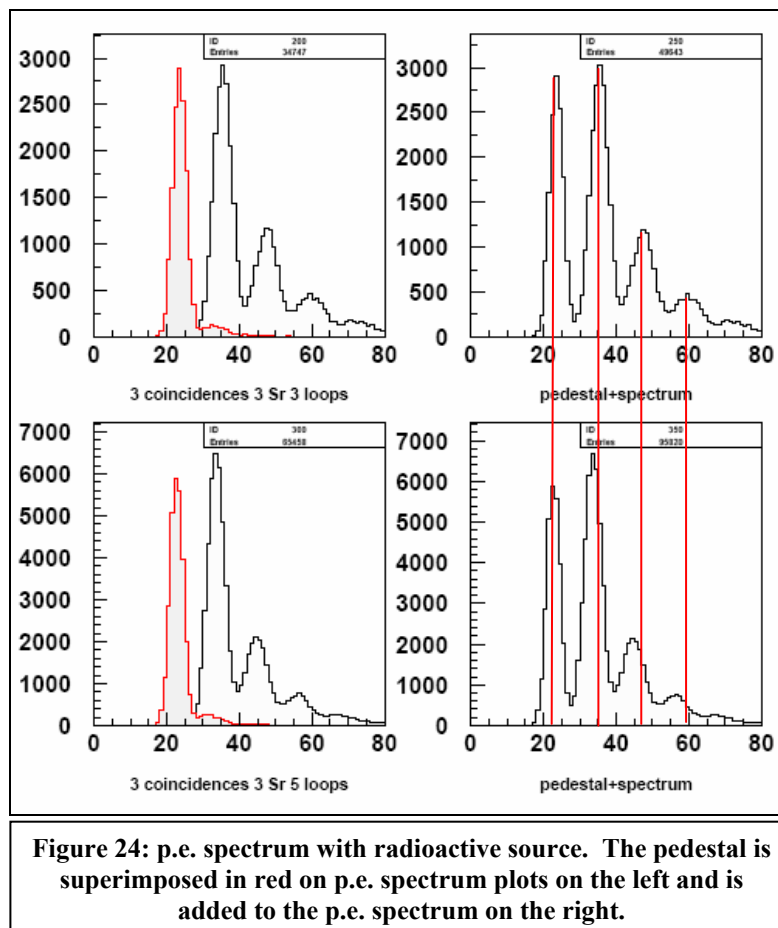 ID 200
Entries 34747
3000
2500
2000
1500
1000
500
0
0 20 40 60 80
3 coincidences 3 Sr 3 loops
ID 250
Entries 49643
3000
2500
2000
1500
1000
500
0
0 20 40 60 80
pedestal+spectrum
ID 300
Entries 65458
7000
6000
5000
4000
3000
2000
1000
0
0 20 40 60 80
3 coincidences 3 Sr 5 loops
ID 350
Entries 95820
7000
6000
5000
4000
3000
2000
1000
0
0 20 40 60 80
pedestal+spectrum
Figure 24: p.e. spectrum with radioactive source. The pedestal is
superimposed in red on p.e. spectrum plots on the left and is
added to the p.e. spectrum on the right.